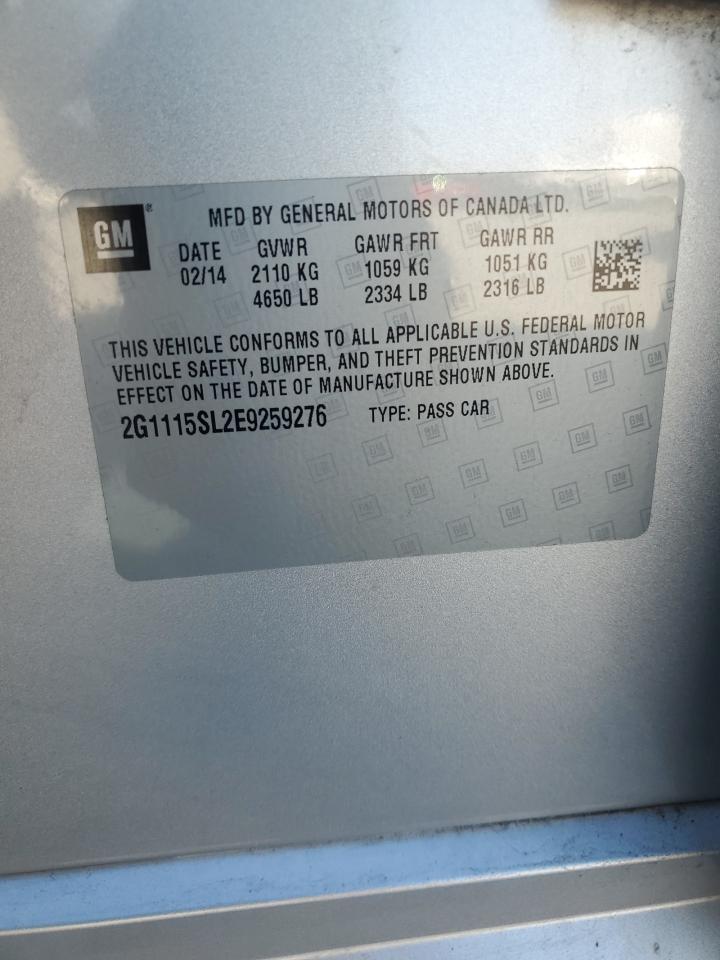 GM®
MFD BY GENERAL MOTORS OF CANADA LTD.
DATE GVWR GAWR FRT GAWR RR
02/14 2110 KG 1059 KG 1051 KG
4650 LB 2334 LB 2316 LB
THIS VEHICLE CONFORMS TO ALL APPLICABLE U.S. FEDERAL MOTOR
VEHICLE SAFETY, BUMPER, AND THEFT PREVENTION STANDARDS IN
EFFECT ON THE DATE OF MANUFACTURE SHOWN ABOVE.
2G1115SL2E9259276 TYPE: PASS CAR